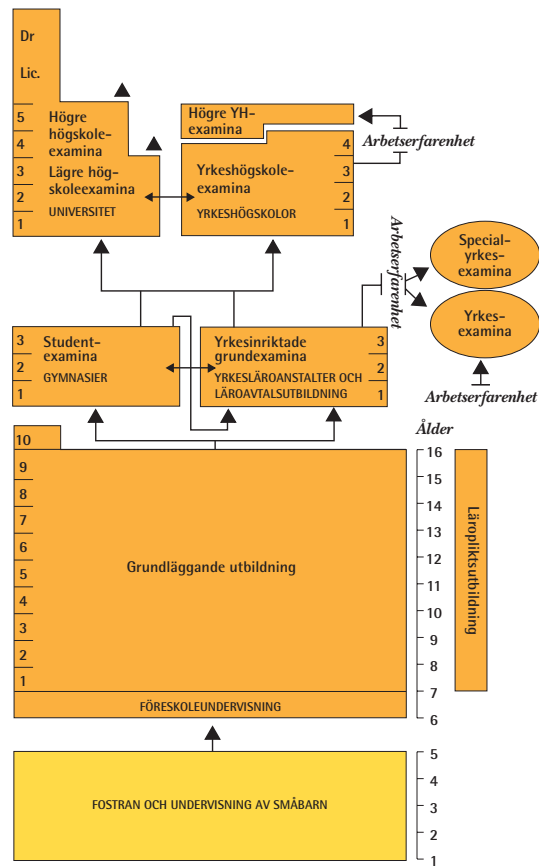 Dr
Lic.
5
4
3
2
1
Högre
högskole-
examina
Lägre hög-
skoleexamina
UNIVERSITET
Högre YH-
examina
Arbetserfarenhet
Yrkeshögskole-
examina
YRKESHÖGSKOLOR
4
3
2
1
Arbetserfarenhet
Special-
yrkes-
examina
Yrkes-
examina
Arbetserfarenhet
3
2
1
Student-
examina
GYMNASIER
Yrkesinriktade
grundexamina
YRKESLÄROANSTALTER OCH
LÄROAVTALSUTBILDNING
3
2
1
10
9
8
7
6
5
4
3
2
1
Grundläggande utbildning
FÖRESKOLEUNDERVISNING
Ålder
16
15
14
13
12
11
10
9
8
7
6
Läropliktsutbildning
FOSTRAN OCH UNDERVISNING AV SMÅBARN
5
4
3
2
1